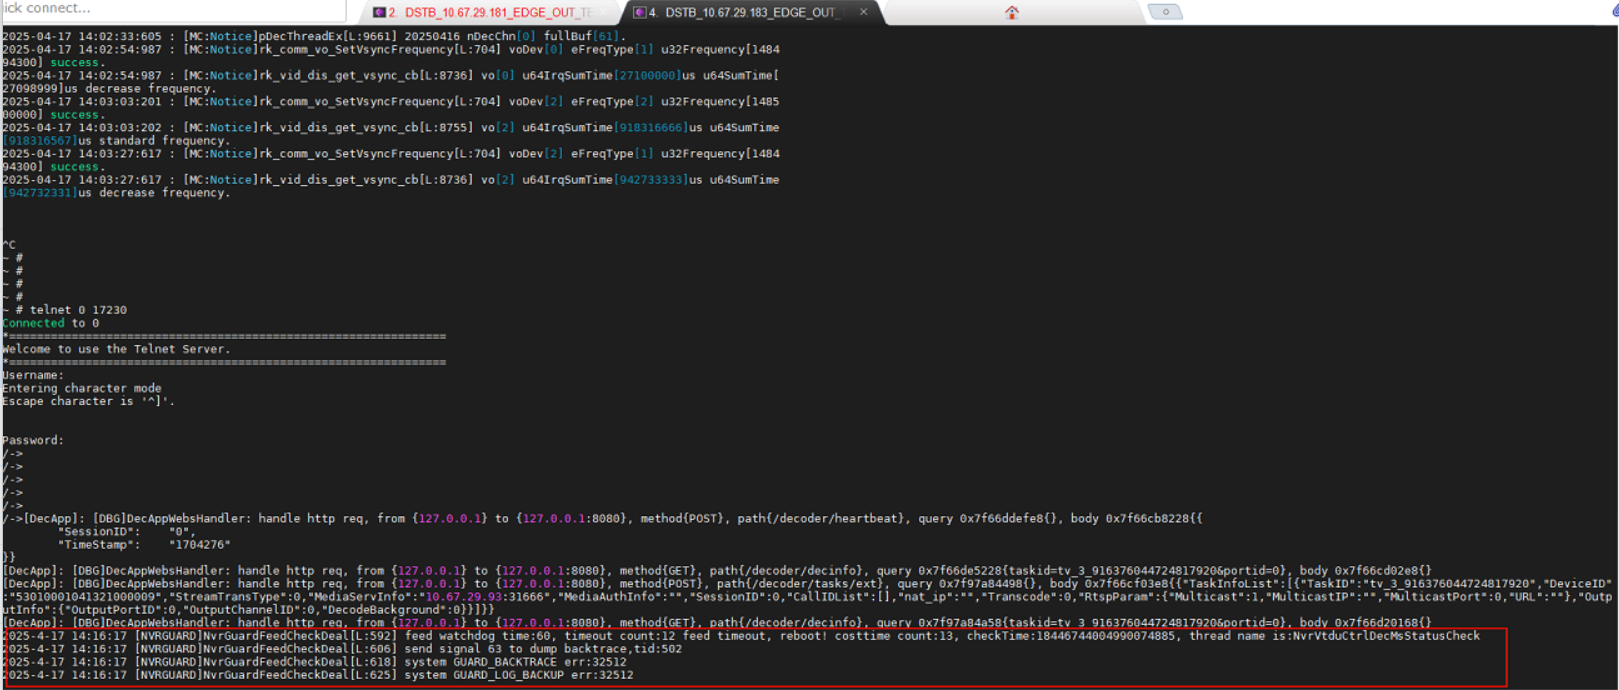 ick connect...
2. DSTB_10.67.29.181_EDGE_OUT_TE
4. DSTB_10.67.29.183_EDGE_OUT_
2025-04-17 14:02:33:605 : [MC:Notice]pDecThreadEx[L:9661] 20250416 nDecChn[0] fullBuf[61].
2025-04-17 14:02:54:987 : [MC:Notice]rk_comm_vo_SetVsyncFrequency[L:704] voDev[0] eFreqType[1] u32Frequency[1484
94300] success.
2025-04-17 14:02:54:987 : [MC:Notice]rk_vid_dis_get_vsync_cb[L:8736] vo[0] u64IrqSumTime[27100000]us u64SumTime[
27098999]us decrease frequency.
2025-04-17 14:03:03:201 : [MC:Notice]rk_comm_vo_SetVsyncFrequency[L:704] voDev[2] eFreqType[2] u32Frequency[1485
00000] success.
2025-04-17 14:03:03:202 : [MC:Notice]rk_vid_dis_get_vsync_cb[L:8755] vo[2] u64IrqSumTime[918316666]us u64SumTime
[918316567]us standard frequency.
2025-04-17 14:03:27:617 : [MC:Notice]rk_comm_vo_SetVsyncFrequency[L:704] voDev[2] eFreqType[1] u32Frequency[1484
94300] success.
2025-04-17 14:03:27:617 : [MC:Notice]rk_vid_dis_get_vsync_cb[L:8736] vo[2] u64IrqSumTime[942733333]us u64SumTime
[942732331]us decrease frequency.
^C
~ #
~ #
~ #
~ #
~ # telnet 0 17230
Connected to 0
*===========================================================
Welcome to use the Telnet Server.
*===========================================================
Username:
Entering character mode
Escape character is '^]'.
Password:
/->
/->
/->
/->
/->
/->[DecApp]: [DBG]DecAppWebsHandler: handle http req, from {127.0.0.1} to {127.0.0.1:8080}, method{POST}, path{/decoder/heartbeat}, query 0x7f66ddefe8{}, body 0x7f66cb8228{{
"SessionID": "0",
"TimeStamp": "1704276"
}}
[DecApp]: [DBG]DecAppWebsHandler: handle http req, from {127.0.0.1} to {127.0.0.1:8080}, method{GET}, path{/decoder/decinfo}, query 0x7f66de5228{taskid=tv_3_916376044724817920&portid=0}, body 0x7f66cd02e8{}
[DecApp]: [DBG]DecAppWebsHandler: handle http req, from {127.0.0.1} to {127.0.0.1:8080}, method{POST}, path{/decoder/tasks/ext}, query 0x7f97a84498{}, body 0x7f66cf03e8{{"TaskInfoList":[{"TaskID":"tv_3_916376044724817920","DeviceID"
:"53010001041321000009","StreamTransType":0,"MediaServInfo":"10.67.29.93:31666","MediaAuthInfo":"","SessionID":0,"CallIDList":[],"nat_ip":"","Transcode":0,"RtspParam":{"Multicast":1,"MulticastIP":"","MulticastPort":0,"URL":""},"Outp
utInfo":{"OutputPortID":0,"OutputChannelID":0,"DecodeBackground":0}}]}}
[DecApp]: [DBG]DecAppWebsHandler: handle http req, from {127.0.0.1} to {127.0.0.1:8080}, method{GET}, path{/decoder/decinfo}, query 0x7f97a84a58{taskid=tv_3_916376044724817920&portid=0}, body 0x7f66d20168{}
2025-4-17 14:16:17 [NVRGUARD]NvrGuardFeedCheckDeal[L:592] feed watchdog time:60, timeout count:12 feed timeout, reboot! costtime count:13, checkTime:18446744004990074885, thread name is:NvrVtduCtrlDecMsStatusCheck
2025-4-17 14:16:17 [NVRGUARD]NvrGuardFeedCheckDeal[L:606] send signal 63 to dump backtrace,tid:502
2025-4-17 14:16:17 [NVRGUARD]NvrGuardFeedCheckDeal[L:618] system GUARD_BACKTRACE err:32512
2025-4-17 14:16:17 [NVRGUARD]NvrGuardFeedCheckDeal[L:625] system GUARD_LOG_BACKUP err:32512